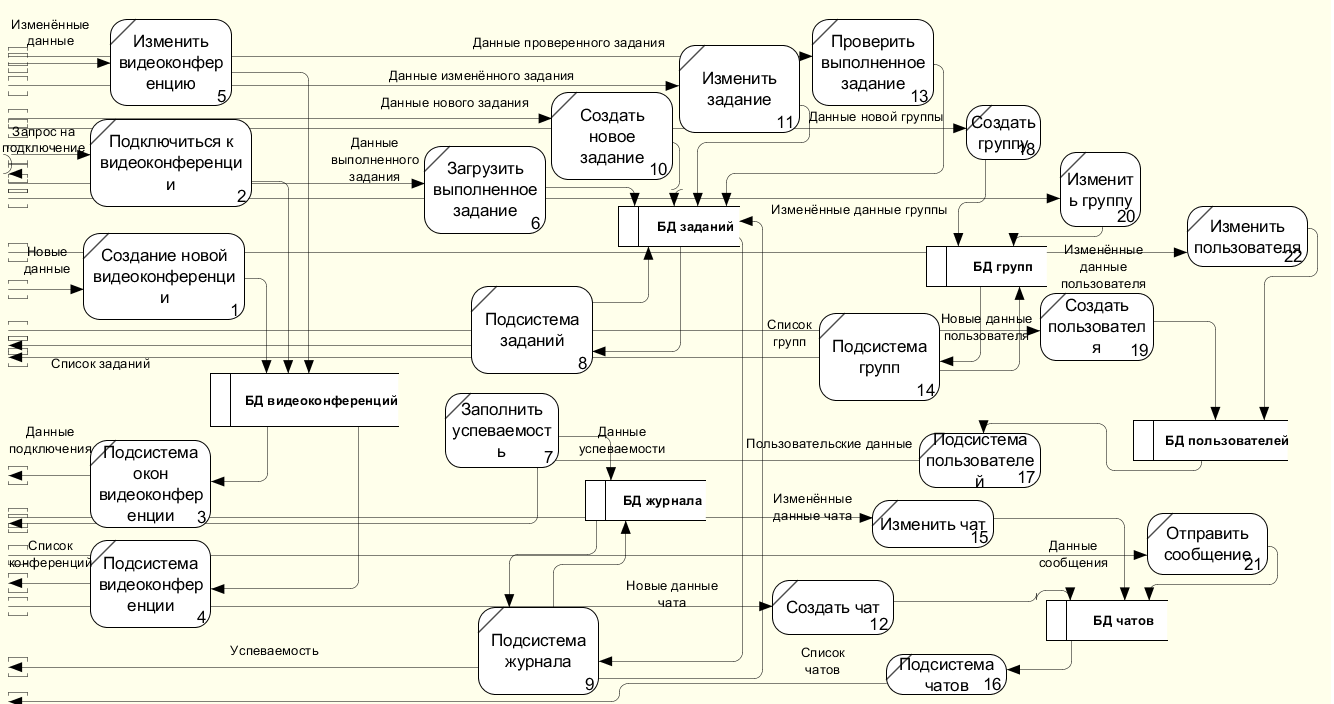 Изменённые
данные
Изменить
видеоконфер
енцию
5
Данные проверенного задания
Проверить
выполненное
задание
13
Данные изменённого задания
Изменить
задание
11
Данные нового задания
Создать
новое
задание
10
Данные новой группы
Создать
группу
18
Запрос на
подключение
Подключиться к
видеоконференци
и
2
Данные
выполненного
задания
Загрузить
выполненное
задание
6
Изменит
ь группу
20
БД заданий
Изменённые данные группы
Изменить
пользователя
22
Новые
данные
Создание новой
видеоконференци
и
1
БД групп
Изменённые
данные
пользователя
Подсистема
заданий
8
Список
групп
Подсистема
групп
14
Новые данные
пользователя
Создать
пользовател
я
19
Список заданий
БД видеоконференций
Заполнить
успеваемост
ь
7
Данные
успеваемости
Пользовательские данные
Подсистема
пользователе
й
17
БД пользователей
Данные
подключения
Подсистема
окон
видеоконфер
енции
3
БД журнала
Изменённые
данные чата
Изменить чат
15
Отправить
сообщение
21
Список
конференций
Подсистема
видеоконфер
енции
4
Данные
сообщения
Новые данные
чата
Создать чат
12
БД чатов
Успеваемость
Подсистема
журнала
9
Список
чатов
Подсистема
чатов
16